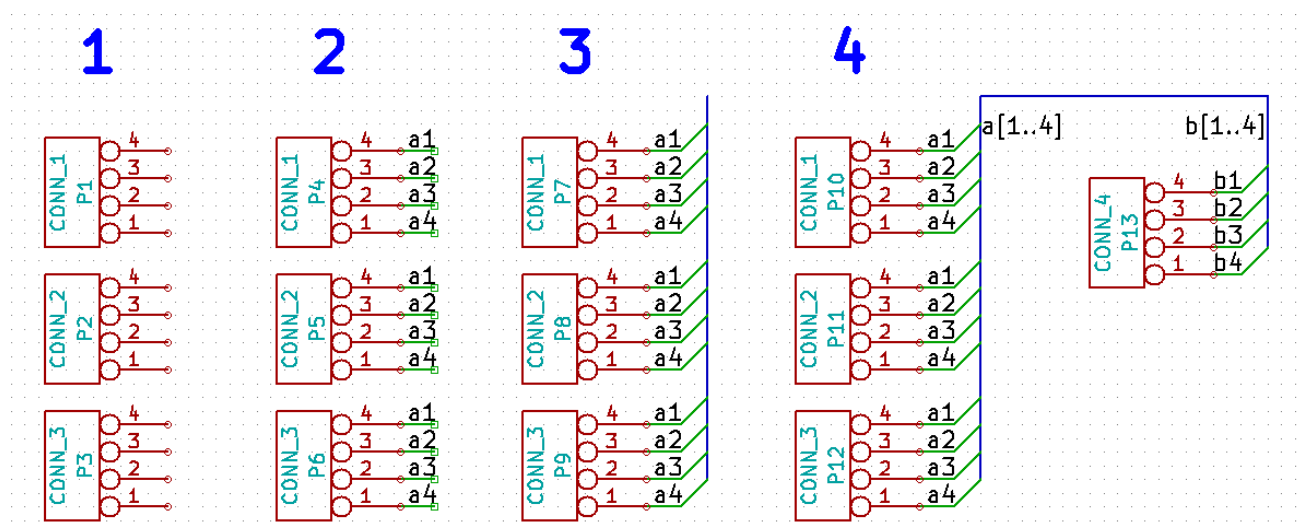 1 2 3 4
a[1..4] b[1..4]
CONN_1 P1 4 3 2 1
CONN_1 P4 4 a1 3 a2 2 a3 1 a4
CONN_1 P7 4 a1 3 a2 2 a3 1 a4
CONN_1 P10 4 a1 3 a2 2 a3 1 a4
CONN_4 P13 4 b1 3 b2 2 b3 1 b4
CONN_2 P2 4 3 2 1
CONN_2 P5 4 a1 3 a2 2 a3 1 a4
CONN_2 P8 4 a1 3 a2 2 a3 1 a4
CONN_2 P11 4 a1 3 a2 2 a3 1 a4
CONN_3 P3 4 3 2 1
CONN_3 P6 4 a1 3 a2 2 a3 1 a4
CONN_3 P9 4 a1 3 a2 2 a3 1 a4
CONN_3 P12 4 a1 3 a2 2 a3 1 a4